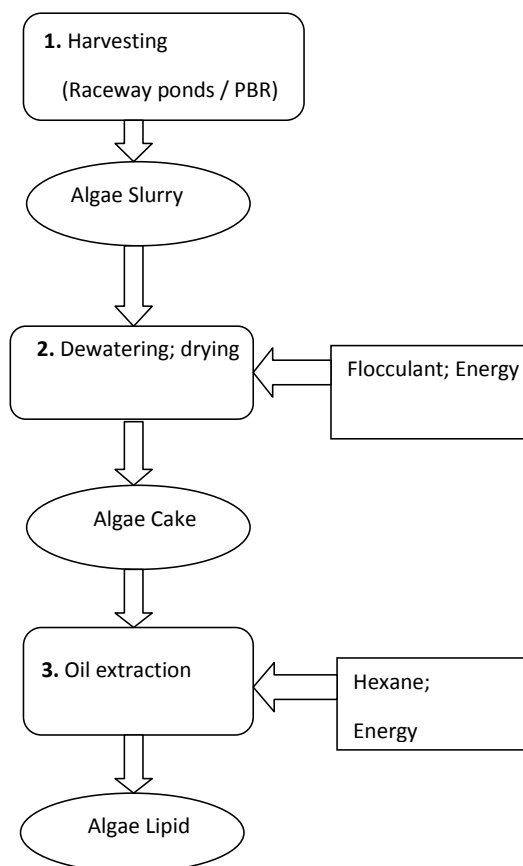 1. Harvesting
(Raceway ponds / PBR)
Algae Slurry
2. Dewatering; drying
Flocculant; Energy
Algae Cake
3. Oil extraction
Hexane;
Energy
Algae Lipid